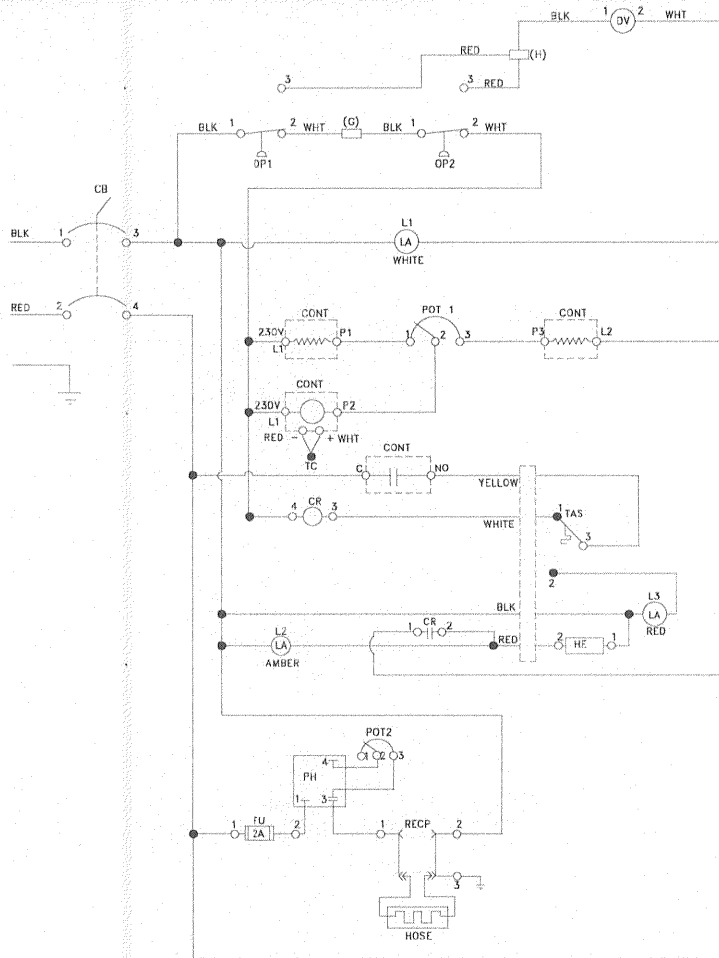 BLK 1 DV 2 WHT
RED (H)
3 3 RED
BLK 1 2 WHT (G) BLK 1 2 WHT
OP1 OP2
CB
L1
BLK 1 3 LA
WHITE
RED 2 4
CONT POT 1 CONT
230V P1 1 2 3 P3 L2
L1
CONT
230V P2
L1
RED - + WHT
TC
CONT
C NO
YELLOW
CR
4 3 WHITE 1 TAS
3
2
BLK L3
LA
RED
1 CR 2
L2 RED 2 HE 1
LA
AMBER
POT2
4 1 2 3
PH
1 3
FU
1 2A 2 1 RECP 2
3
HOSE